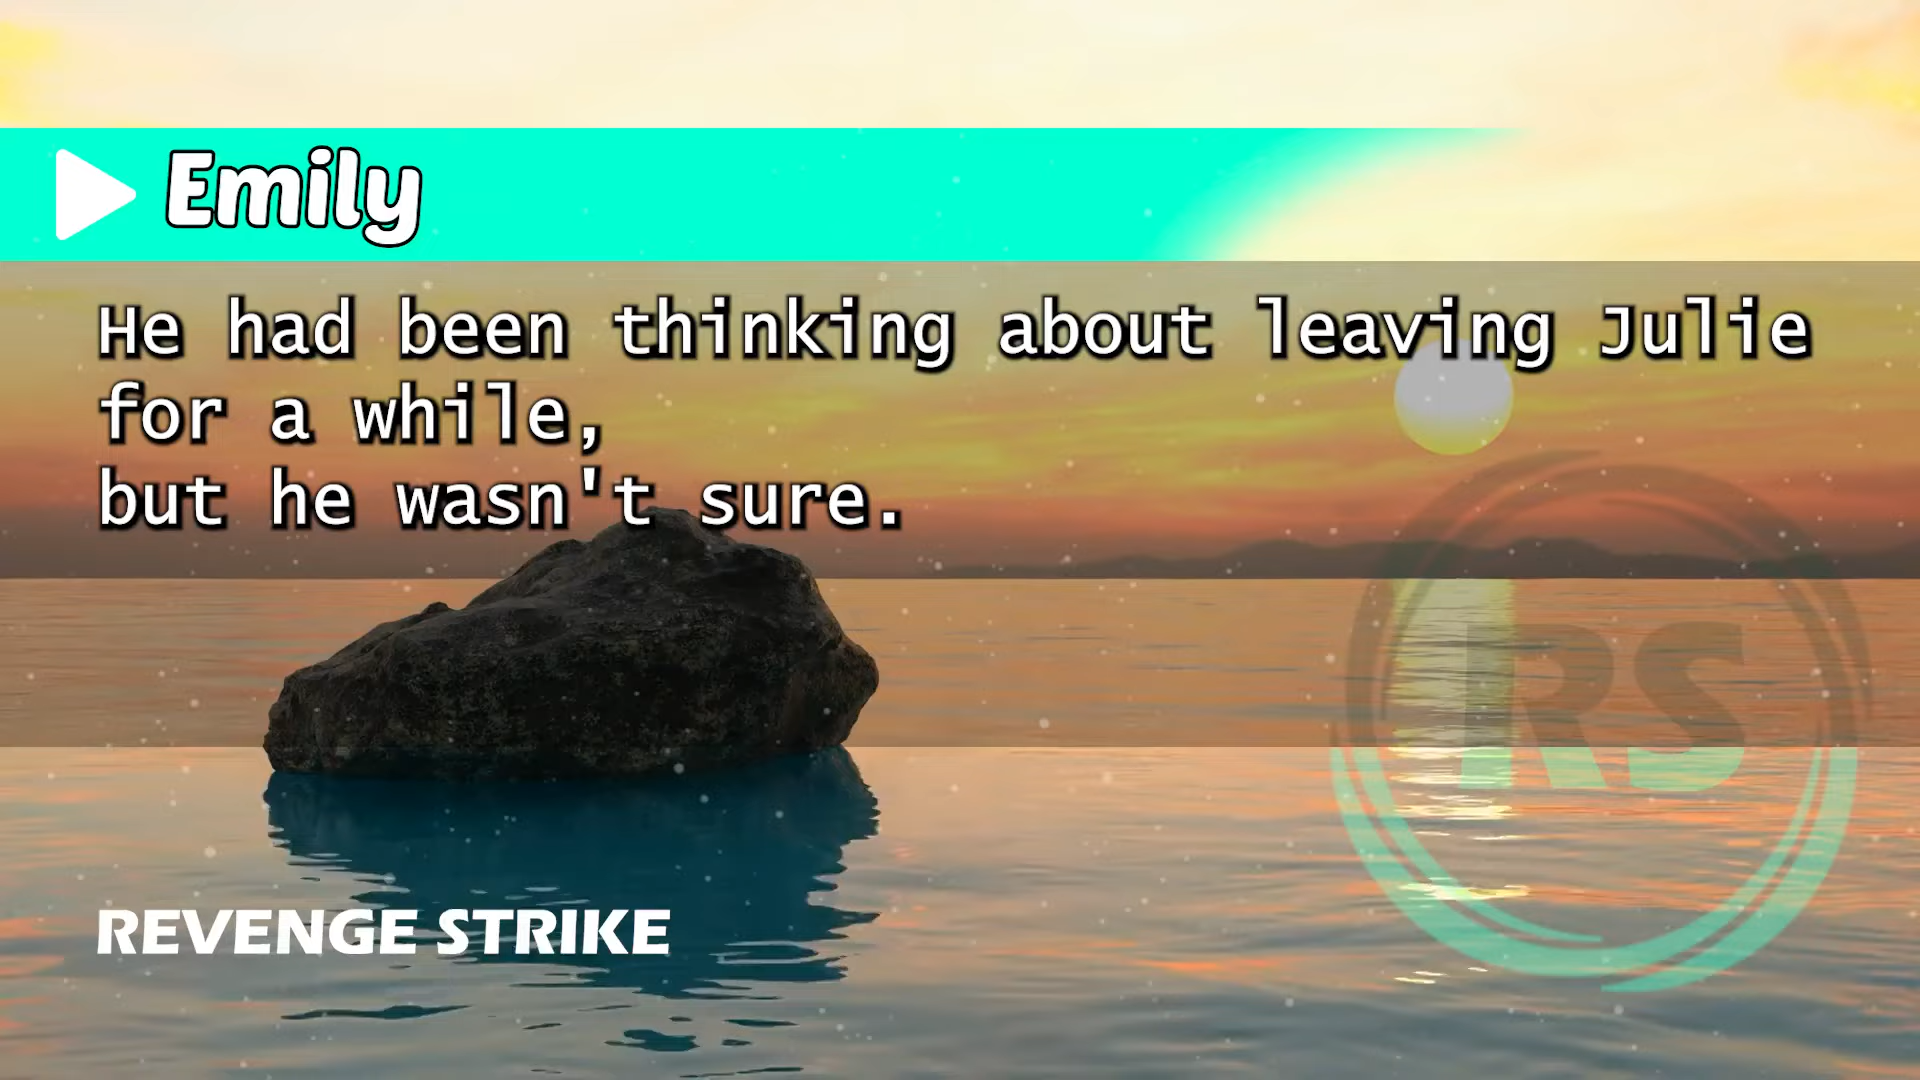 Emily
He had been thinking about leaving Julie
for a while,
but he wasn't sure.
RS
REVENGE STRIKE